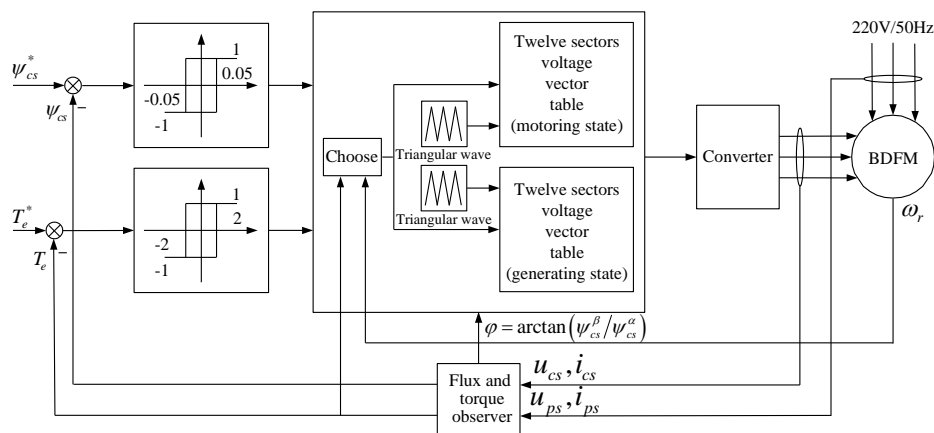 ψ*cs
ψcs
−
1
0.05
-0.05
-1
T*e
Te
−
1
2
-2
-1
Choose
Triangular wave
Triangular wave
Twelve sectors
voltage
vector
table
(motoring state)
Twelve sectors
voltage
vector
table
(generating state)
Converter
220V/50Hz
BDFM
ωr
φ = arctan(ψβcs/ψαcs)
Flux and
torque
observer
ucs, ics
ups, ips